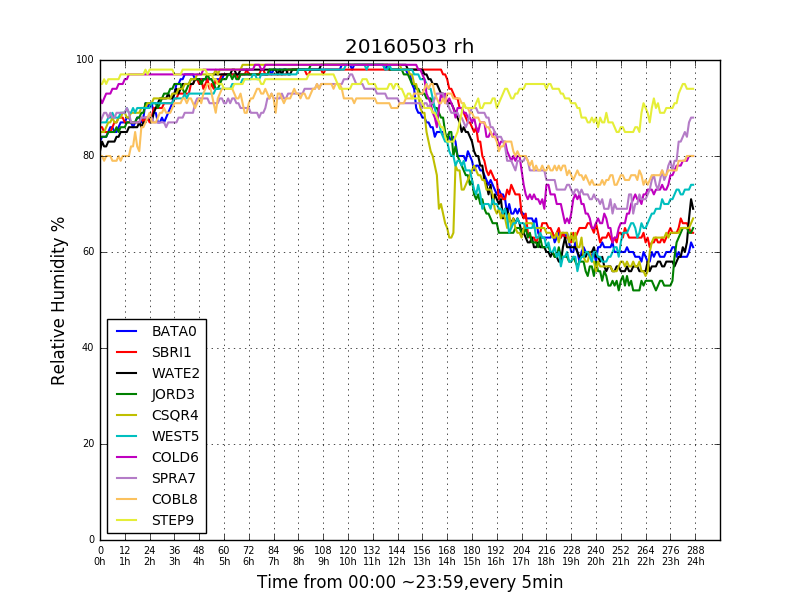 20160503 rh
100
80
60
40
20
0
Relative Humidity %
BATA0
SBRI1
WATE2
JORD3
CSQR4
WEST5
COLD6
SPRA7
COBL8
STEP9
0 12 24 36 48 60 72 84 96 108 120 132 144 156 168 180 192 204 216 228 240 252 264 276 288
0h 1h 2h 3h 4h 5h 6h 7h 8h 9h 10h 11h 12h 13h 14h 15h 16h 17h 18h 19h 20h 21h 22h 23h 24h
Time from 00:00 ~23:59,every 5min